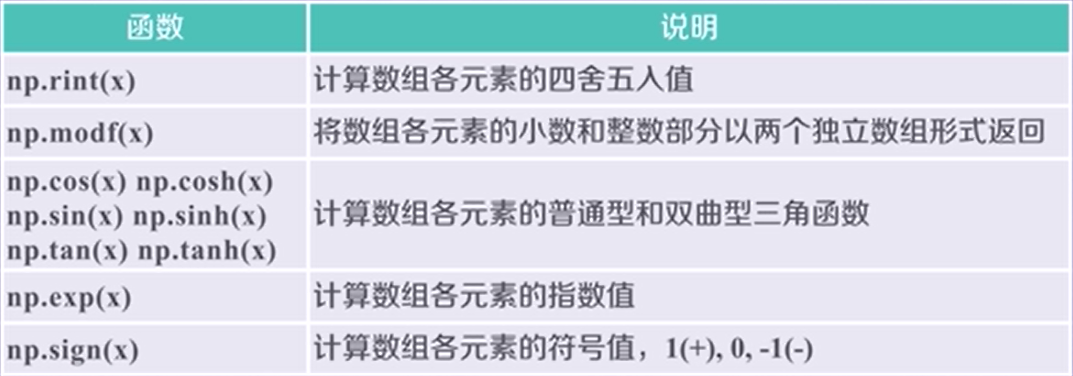 函数 说明
np.rint(x) 计算数组各元素的四舍五入值
np.modf(x) 将数组各元素的小数和整数部分以两个独立数组形式返回
np.cos(x) np.cosh(x)
np.sin(x) np.sinh(x) 计算数组各元素的普通型和双曲型三角函数
np.tan(x) np.tanh(x)
np.exp(x) 计算数组各元素的指数值
np.sign(x) 计算数组各元素的符号值，1(+), 0, -1(-)